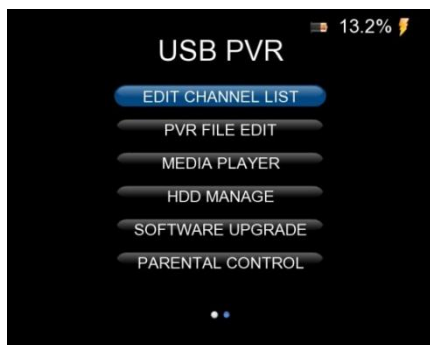 13.2%
USB PVR
EDIT CHANNEL LIST
PVR FILE EDIT
MEDIA PLAYER
HDD MANAGE
SOFTWARE UPGRADE
PARENTAL CONTROL